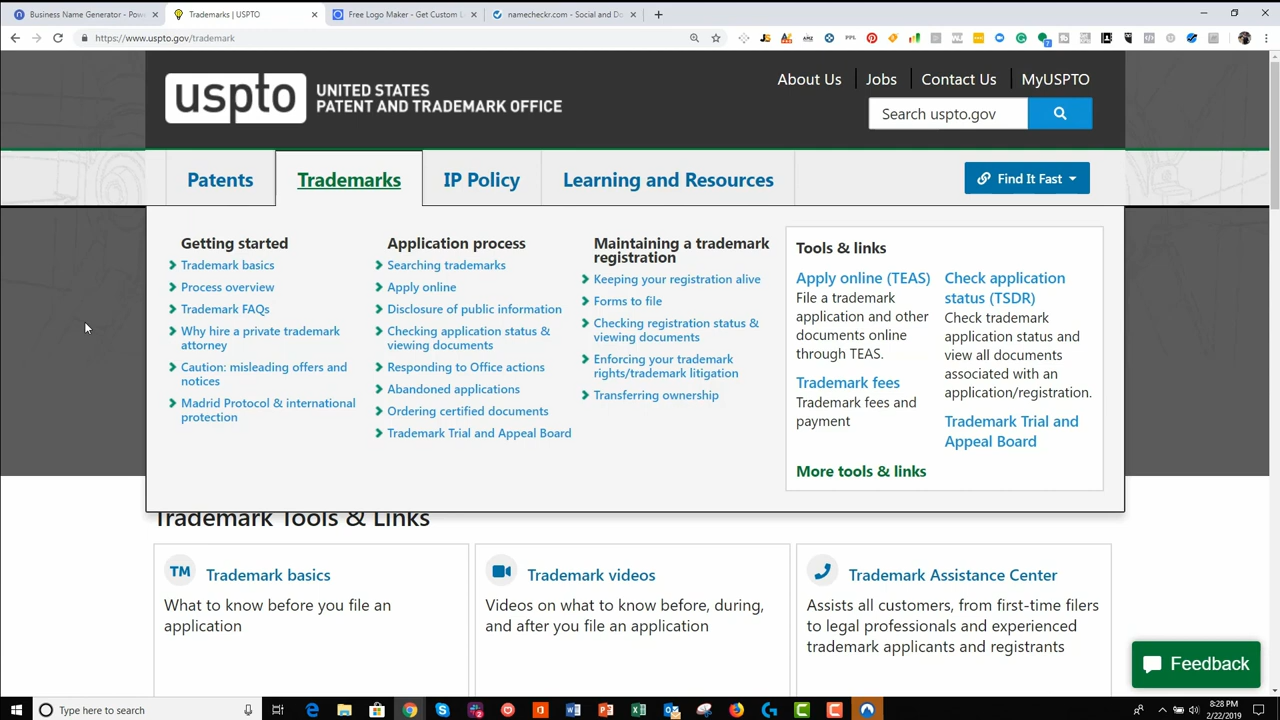 Business Name Generator - Pow
Trademarks | USPTO
Free Logo Maker - Get Custom L
namecheckr.com - Social and Do
https://www.uspto.gov/trademark
uspto
UNITED STATES
PATENT AND TRADEMARK OFFICE
About Us
Jobs
Contact Us
MyUSPTO
Search uspto.gov
Patents
Trademarks
IP Policy
Learning and Resources
Find It Fast
Getting started
Trademark basics
Process overview
Trademark FAQs
Why hire a private trademark
attorney
Caution: misleading offers and
notices
Madrid Protocol & international
protection
Application process
Searching trademarks
Apply online
Disclosure of public information
Checking application status &
viewing documents
Responding to Office actions
Abandoned applications
Ordering certified documents
Trademark Trial and Appeal Board
Maintaining a trademark
registration
Keeping your registration alive
Forms to file
Checking registration status &
viewing documents
Enforcing your trademark
rights/trademark litigation
Transferring ownership
Tools & links
Apply online (TEAS)
File a trademark
application and other
documents online
through TEAS.
Trademark fees
Trademark fees and
payment
Check application
status (TSDR)
Check trademark
application status and
view all documents
associated with an
application/registration.
Trademark Trial and
Appeal Board
More tools & links
Trademark Tools & Links
TM
Trademark basics
What to know before you file an
application
Trademark videos
Videos on what to know before, during,
and after you file an application
Trademark Assistance Center
Assists all customers, from first-time filers
to legal professionals and experienced
trademark applicants and registrants
Feedback
Type here to search
8:28 PM
2/22/2019